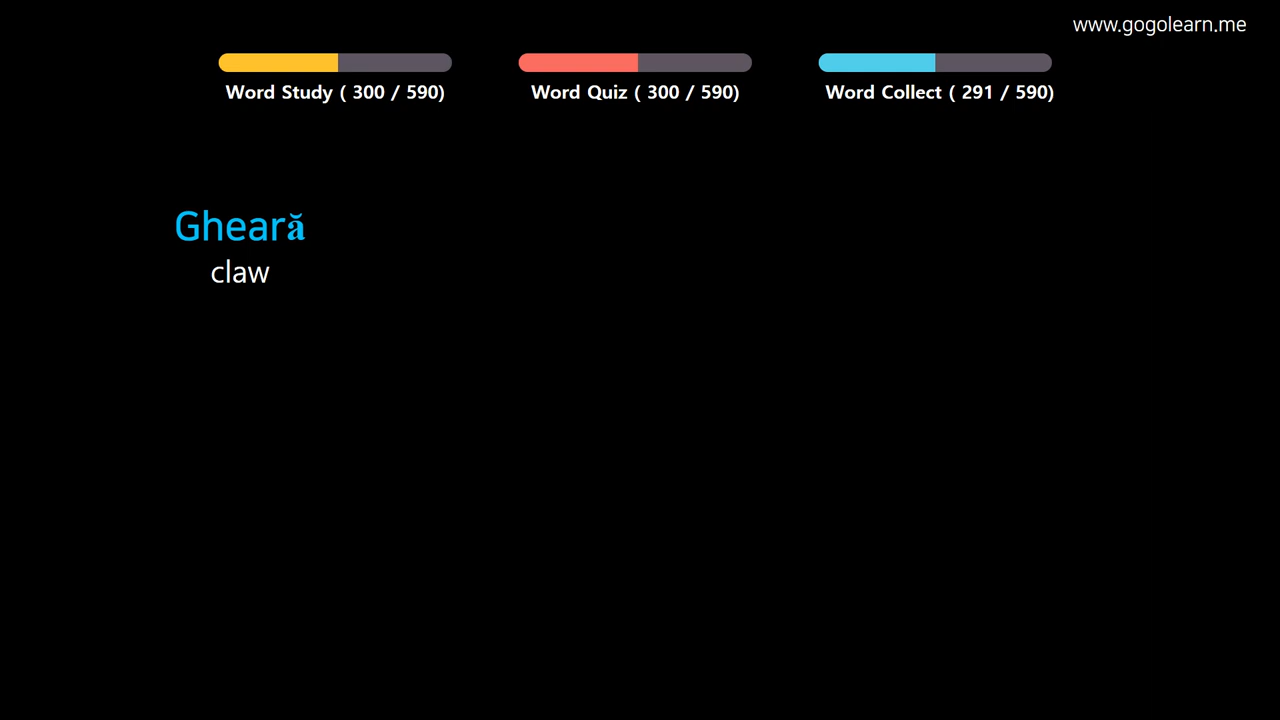 www.gogolearn.me
Word Study ( 300 / 590)
Word Quiz ( 300 / 590)
Word Collect ( 291 / 590)
Gheară
claw